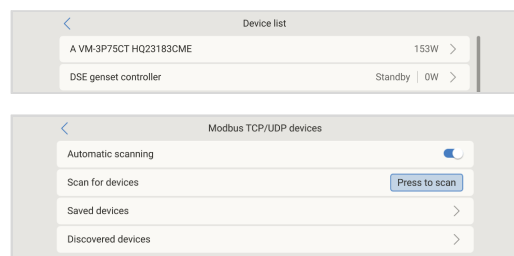 Device list
A VM-3P75CT HQ23183CME 153W
DSE genset controller Standby 0W
Modbus TCP/UDP devices
Automatic scanning
Scan for devices Press to scan
Saved devices
Discovered devices